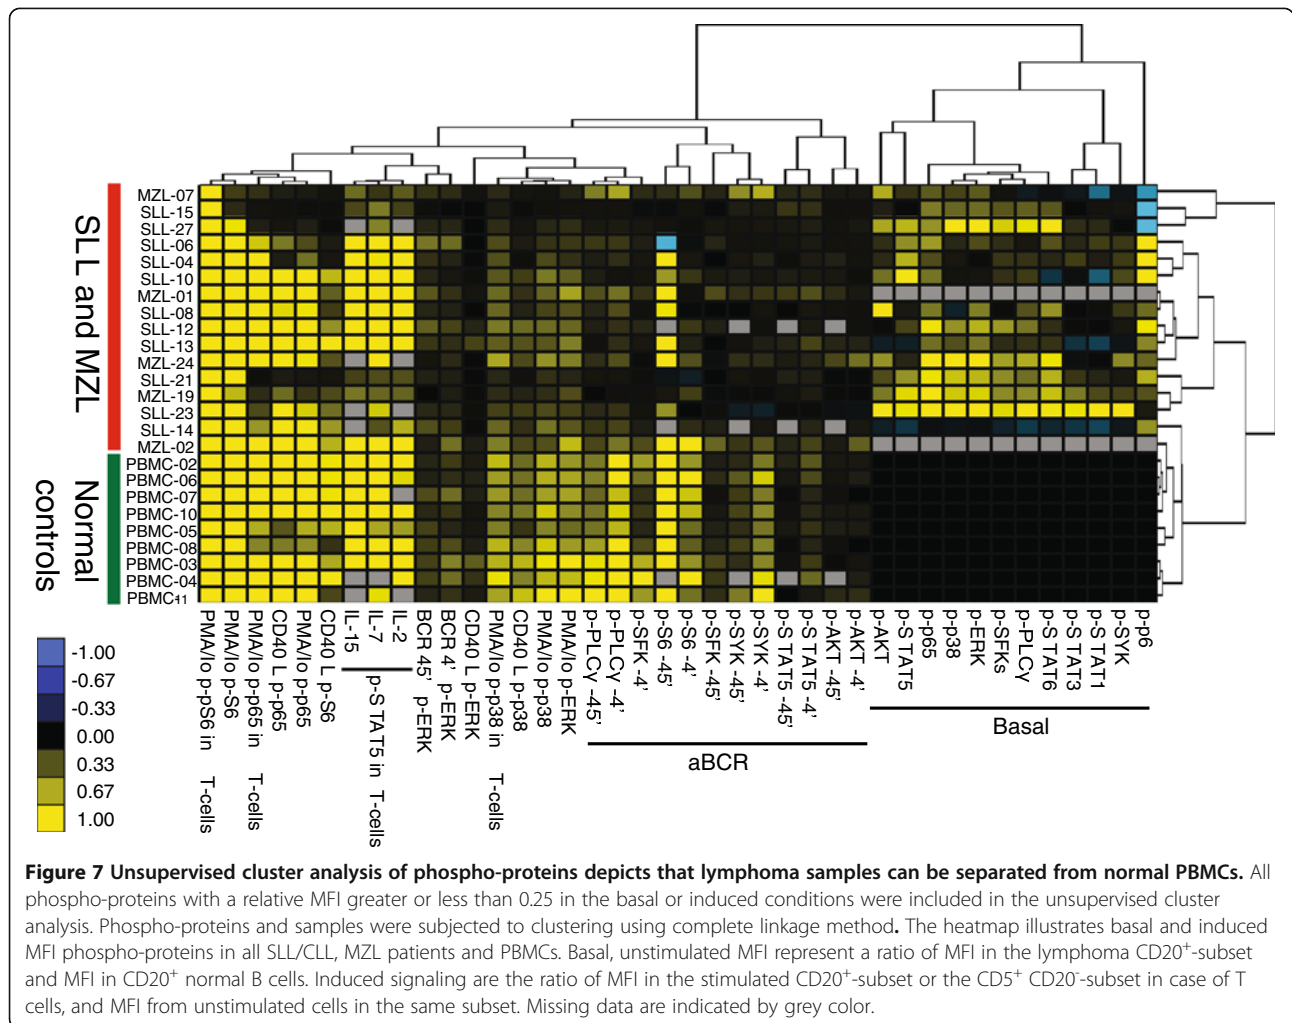 SLL and MZL
Normal
controls
MZL-07
SLL-15
SLL-27
SLL-06
SLL-04
SLL-10
MZL-01
SLL-08
SLL-12
SLL-13
MZL-24
SLL-21
MZL-19
SLL-23
SLL-14
MZL-02
PBMC-02
PBMC-06
PBMC-07
PBMC-10
PBMC-05
PBMC-08
PBMC-03
PBMC-04
PBMC-11
PMA/Io p-pS6 in T-cells
PMA/Io p-S6
PMA/Io p-p65 in T-cells
CD40 L p-p65
PMA/Io p-p65
CD40 L p-S6
IL-15
IL-7
IL-2
p-S TAT5 in T-cells
BCR 45' p-ERK
BCR 4' p-ERK
CD40 L p-ERK
PMA/Io p-p38 in T-cells
CD40 L p-p38
PMA/Io p-p38
PMA/Io p-ERK
p-PLCγ -45'
p-PLCγ -4'
p-SFK -4'
p-S6 -45'
p-S6 -4'
p-SFK -45'
p-SYK -45'
p-SYK -4'
p-S TAT5 -45'
p-S TAT5 -4'
p-AKT -45'
p-AKT -4'
aBCR
p-AKT
p-S TAT5
p-p65
p-p38
p-ERK
p-SFKs
p-PLCγ
p-S TAT6
p-S TAT3
p-S TAT1
p-SYK
p-p6
Basal
-1.00
-0.67
-0.33
0.00
0.33
0.67
1.00
Figure 7 Unsupervised cluster analysis of phospho-proteins depicts that lymphoma samples can be separated from normal PBMCs. All
phospho-proteins with a relative MFI greater or less than 0.25 in the basal or induced conditions were included in the unsupervised cluster
analysis. Phospho-proteins and samples were subjected to clustering using complete linkage method. The heatmap illustrates basal and induced
MFI phospho-proteins in all SLL/CLL, MZL patients and PBMCs. Basal, unstimulated MFI represent a ratio of MFI in the lymphoma CD20⁺-subset
and MFI in CD20⁺ normal B cells. Induced signaling are the ratio of MFI in the stimulated CD20⁺-subset or the CD5⁺ CD20⁻-subset in case of T
cells, and MFI from unstimulated cells in the same subset. Missing data are indicated by grey color.